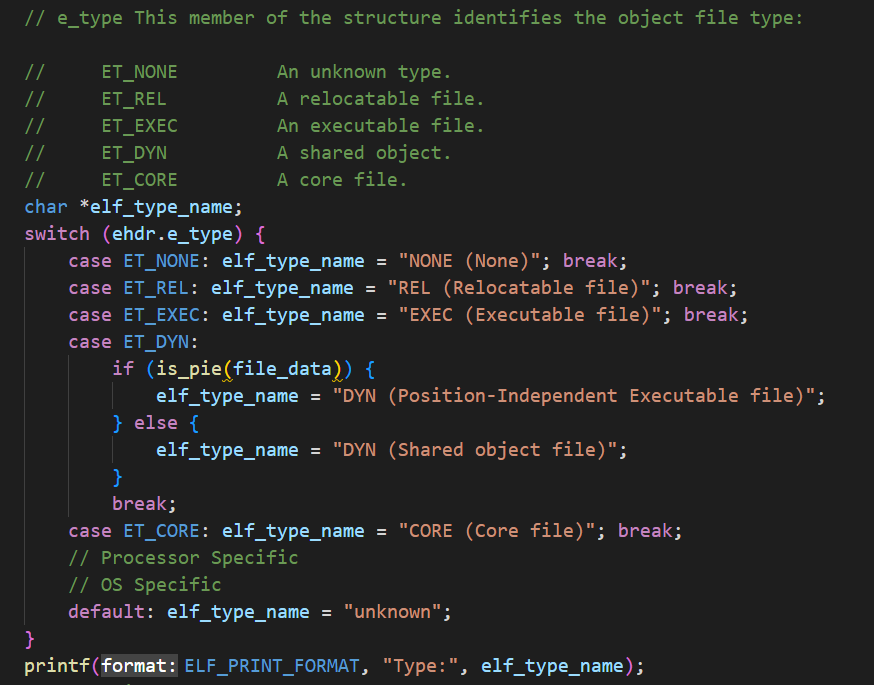 // e_type This member of the structure identifies the object file type:
//     ET_NONE         An unknown type.
//     ET_REL          A relocatable file.
//     ET_EXEC         An executable file.
//     ET_DYN          A shared object.
//     ET_CORE         A core file.
char *elf_type_name;
switch (ehdr.e_type) {
    case ET_NONE: elf_type_name = "NONE (None)"; break;
    case ET_REL: elf_type_name = "REL (Relocatable file)"; break;
    case ET_EXEC: elf_type_name = "EXEC (Executable file)"; break;
    case ET_DYN:
        if (is_pie(file_data)) {
            elf_type_name = "DYN (Position-Independent Executable file)";
        } else {
            elf_type_name = "DYN (Shared object file)";
        }
        break;
    case ET_CORE: elf_type_name = "CORE (Core file)"; break;
    // Processor Specific
    // OS Specific
    default: elf_type_name = "unknown";
}
printf(format: ELF_PRINT_FORMAT, "Type:", elf_type_name);